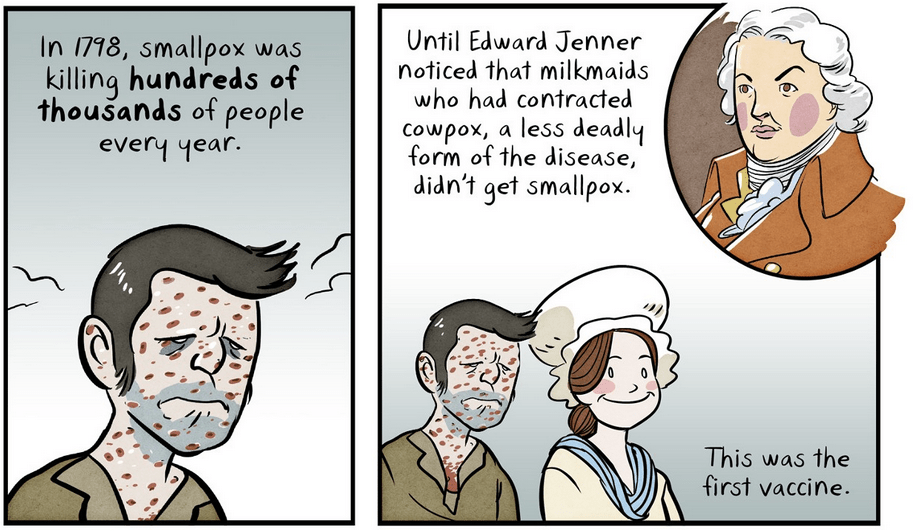 In 1798, smallpox was
killing hundreds of
thousands of people
every year.
Until Edward Jenner
noticed that milkmaids
who had contracted
cowpox, a less deadly
form of the disease,
didn't get smallpox.
This was the
first vaccine.